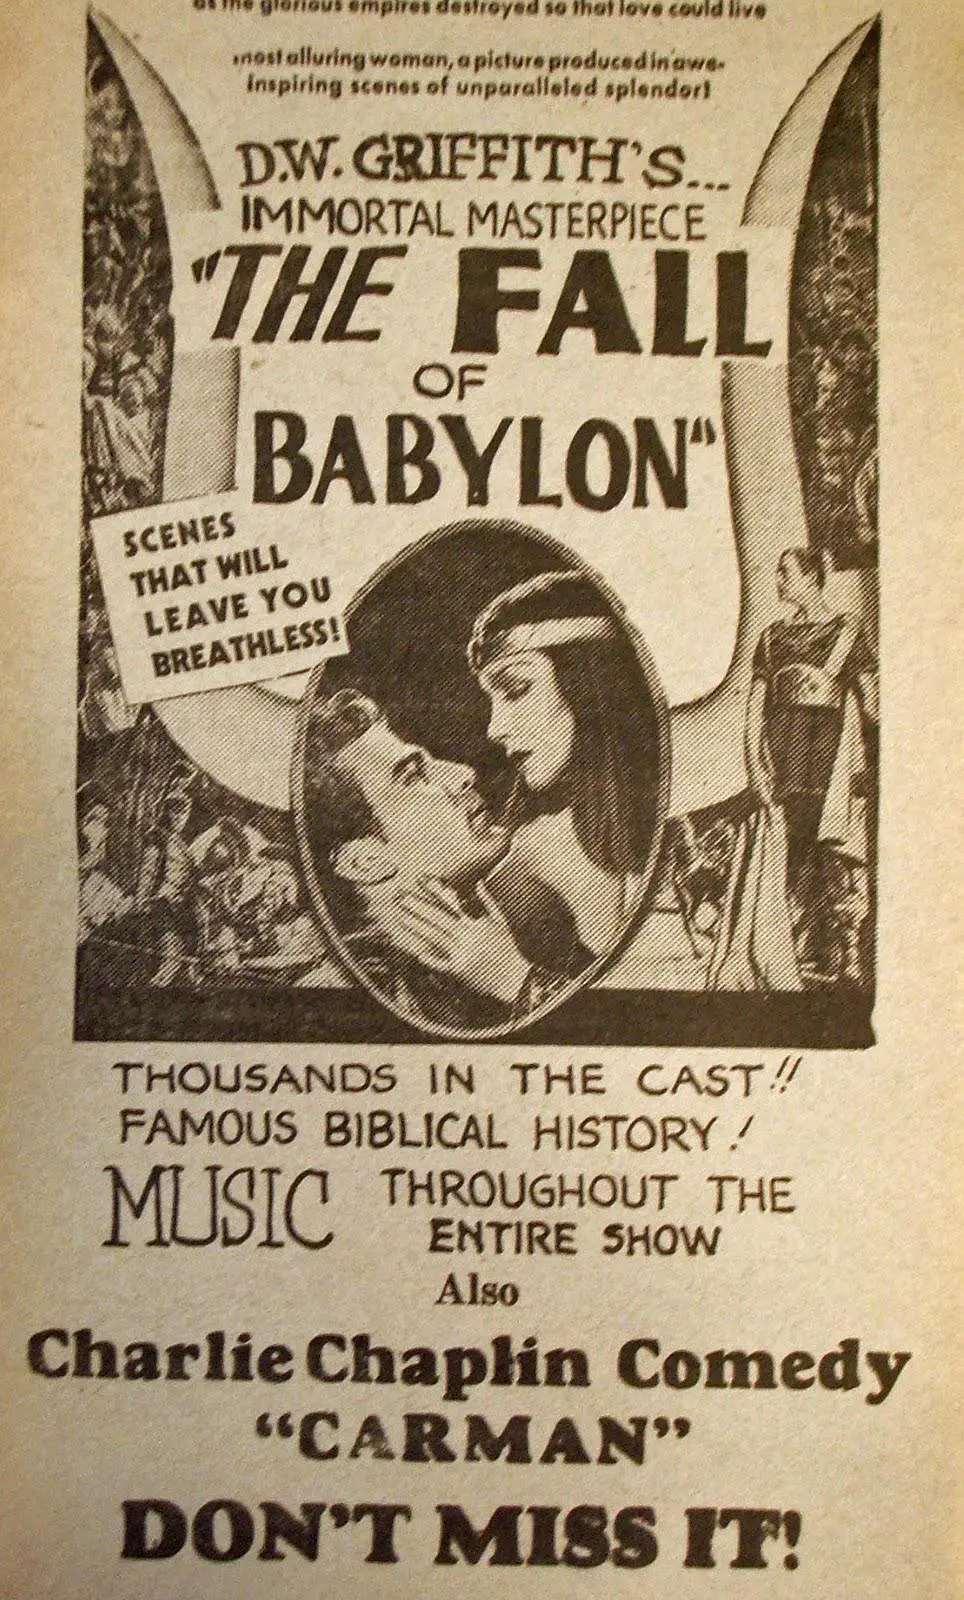 as the glorious empires destroyed so that love could live
most alluring woman, a picture produced in awe-
inspiring scenes of unparalleled splendor!
D.W. GRIFFITH'S...
IMMORTAL MASTERPIECE
"THE FALL
OF
BABYLON"
SCENES
THAT WILL
LEAVE YOU
BREATHLESS!
THOUSANDS IN THE CAST!!
FAMOUS BIBLICAL HISTORY!
MUSIC THROUGHOUT THE
ENTIRE SHOW
Also
Charlie Chaplin Comedy
"CARMAN"
DON'T MISS IT!